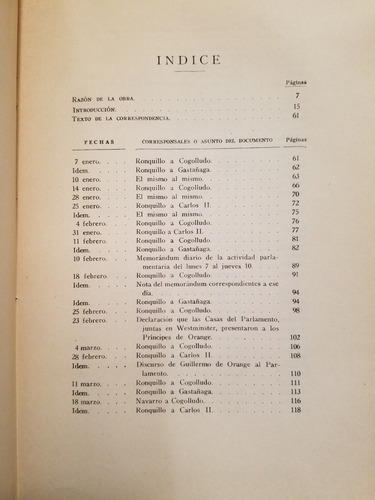 INDICE
Páginas
RAZÓN DE LA OBRA. 7
INTRODUCCIÓN. 15
TEXTO DE LA CORRESPONDENCIA. 61
FECHAS CORRESPONSALES O ASUNTO DEL DOCUMENTO Páginas
7 enero. Ronquillo a Cogolludo. 61
Idem. Ronquillo a Gastañaga. 62
10 enero. El mismo al mismo. 63
14 enero. Ronquillo a Cogolludo. 66
28 enero. El mismo al mismo. 70
25 enero. Ronquillo a Carlos II. 72
Idem. El mismo al mismo. 75
4 febrero. Ronquillo a Cogolludo. 76
31 enero. Ronquillo a Carlos II. 77
11 febrero. Ronquillo a Cogolludo. 81
Idem. Ronquillo a Gastañaga. 82
10 febrero. Memorándum diario de la actividad parla-
mentaria del lunes 7 al jueves 10. 89
18 febrero. Ronquillo a Cogolludo. 91
Idem. Nota del memorándum correspondientes a ese
día. 94
Idem. Ronquillo a Gastañaga. 94
25 febrero. Ronquillo a Cogolludo. 98
23 febrero. Declaración que las Casas del Parlamento,
juntas en Westminster, presentaron a los
Príncipes de Orange. 102
4 marzo. Ronquillo a Cogolludo. 106
28 febrero. Ronquillo a Carlos II. 108
Idem. Discurso de Guillermo de Orange al Par-
lamento. 110
11 marzo. Ronquillo a Cogolludo. 111
Idem. Ronquillo a Gastañaga. 113
18 marzo. Navarro a Cogolludo. 116
Idem. Ronquillo a Carlos II. 118